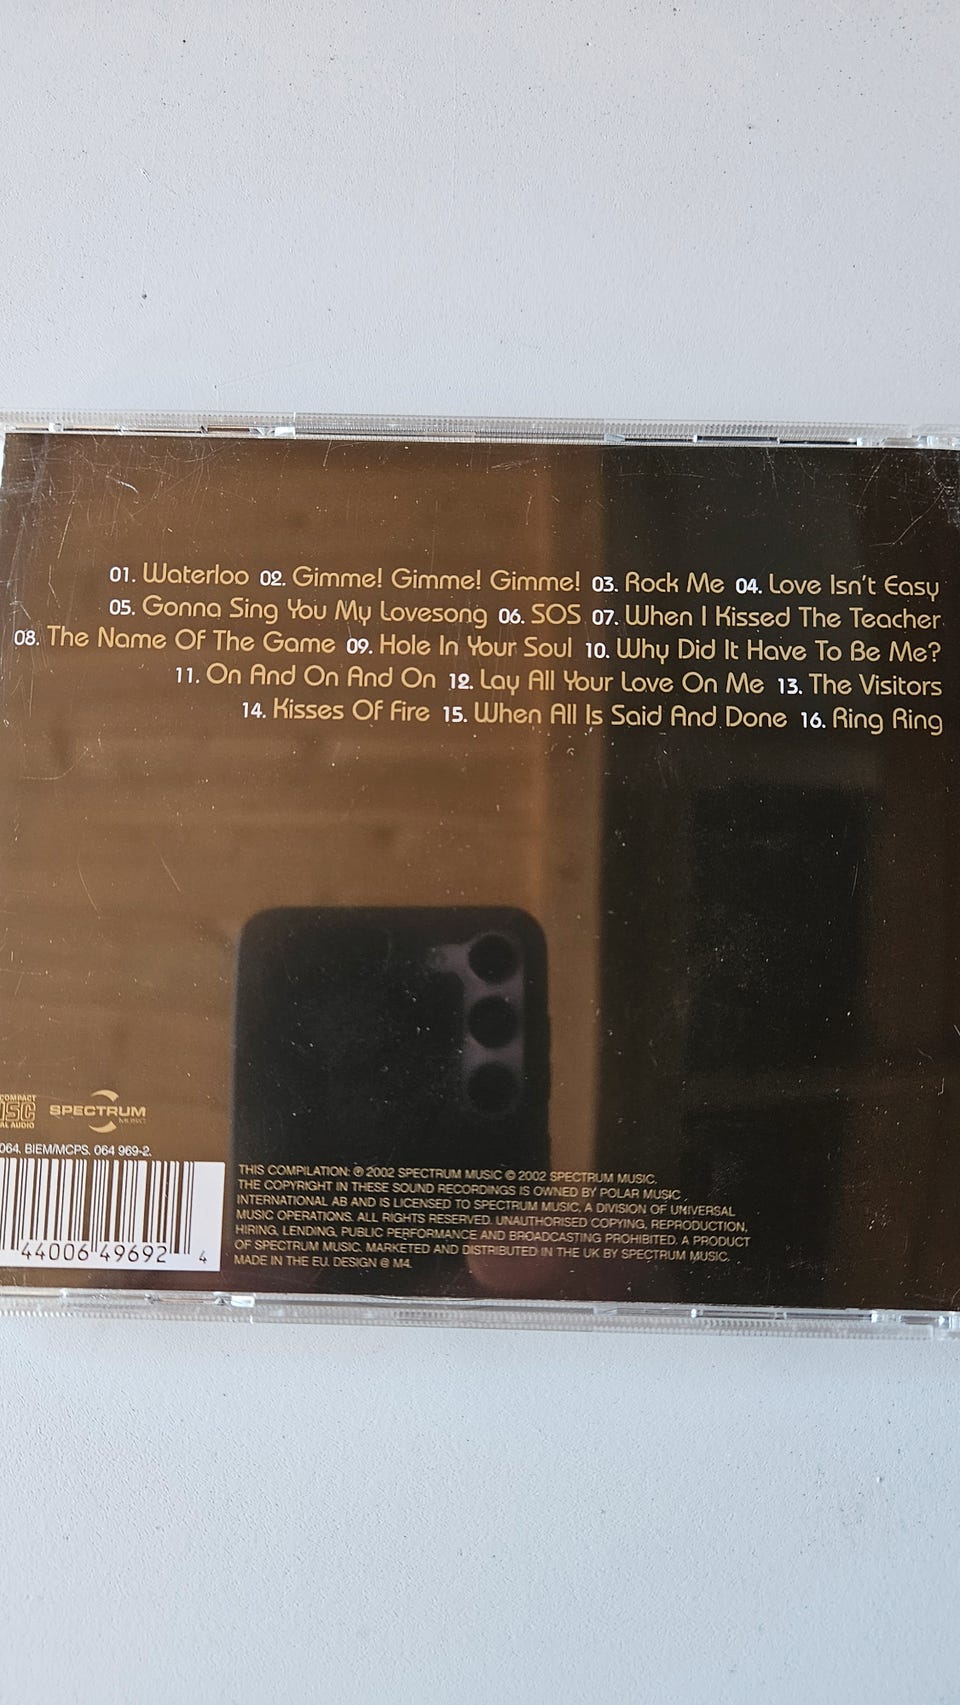 01. Waterloo 02. Gimme! Gimme! Gimme! 03. Rock Me 04. Love Isn't Easy
05. Gonna Sing You My Lovesong 06. SOS 07. When I Kissed The Teacher
08. The Name Of The Game 09. Hole In Your Soul 10. Why Did It Have To Be Me?
11. On And On And On 12. Lay All Your Love On Me 13. The Visitors
14. Kisses Of Fire 15. When All Is Said And Done 16. Ring Ring
COMPACT
DISC
AL AUDIO
SPECTRUM
MUSIC
064. BIEM/MCPS. 064 969-2.
44006 49692 4
THIS COMPILATION: ℗ 2002 SPECTRUM MUSIC © 2002 SPECTRUM MUSIC.
THE COPYRIGHT IN THESE SOUND RECORDINGS IS OWNED BY POLAR MUSIC
INTERNATIONAL AB AND IS LICENSED TO SPECTRUM MUSIC, A DIVISION OF UNIVERSAL
MUSIC OPERATIONS. ALL RIGHTS RESERVED. UNAUTHORISED COPYING, REPRODUCTION,
HIRING, LENDING, PUBLIC PERFORMANCE AND BROADCASTING PROHIBITED. A PRODUCT
OF SPECTRUM MUSIC. MARKETED AND DISTRIBUTED IN THE UK BY SPECTRUM MUSIC.
MADE IN THE EU. DESIGN @ M4.